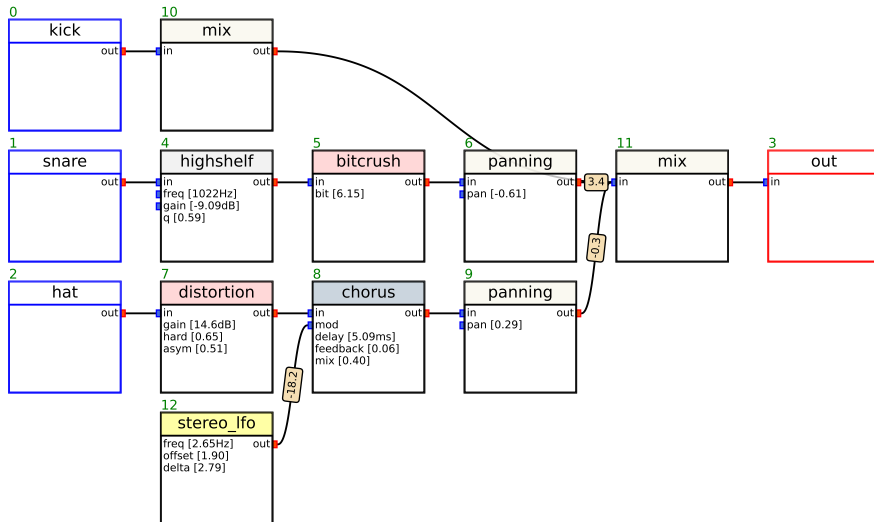 0
kick
out
10
mix
in
out
1
snare
out
4
highshelf
in
out
freq [1022Hz]
gain [-9.09dB]
q [0.59]
5
bitcrush
in
out
bit [6.15]
6
panning
in
pan [-0.61]
3.4
11
mix
in
out
3
out
in
-0.3
2
hat
out
7
distortion
in
out
gain [14.6dB]
hard [0.65]
asym [0.51]
8
chorus
in
out
mod
delay [5.09ms]
feedback [0.06]
mix [0.40]
9
panning
in
out
pan [0.29]
-18.2
12
stereo_lfo
freq [2.65Hz]
out
offset [1.90]
delta [2.79]